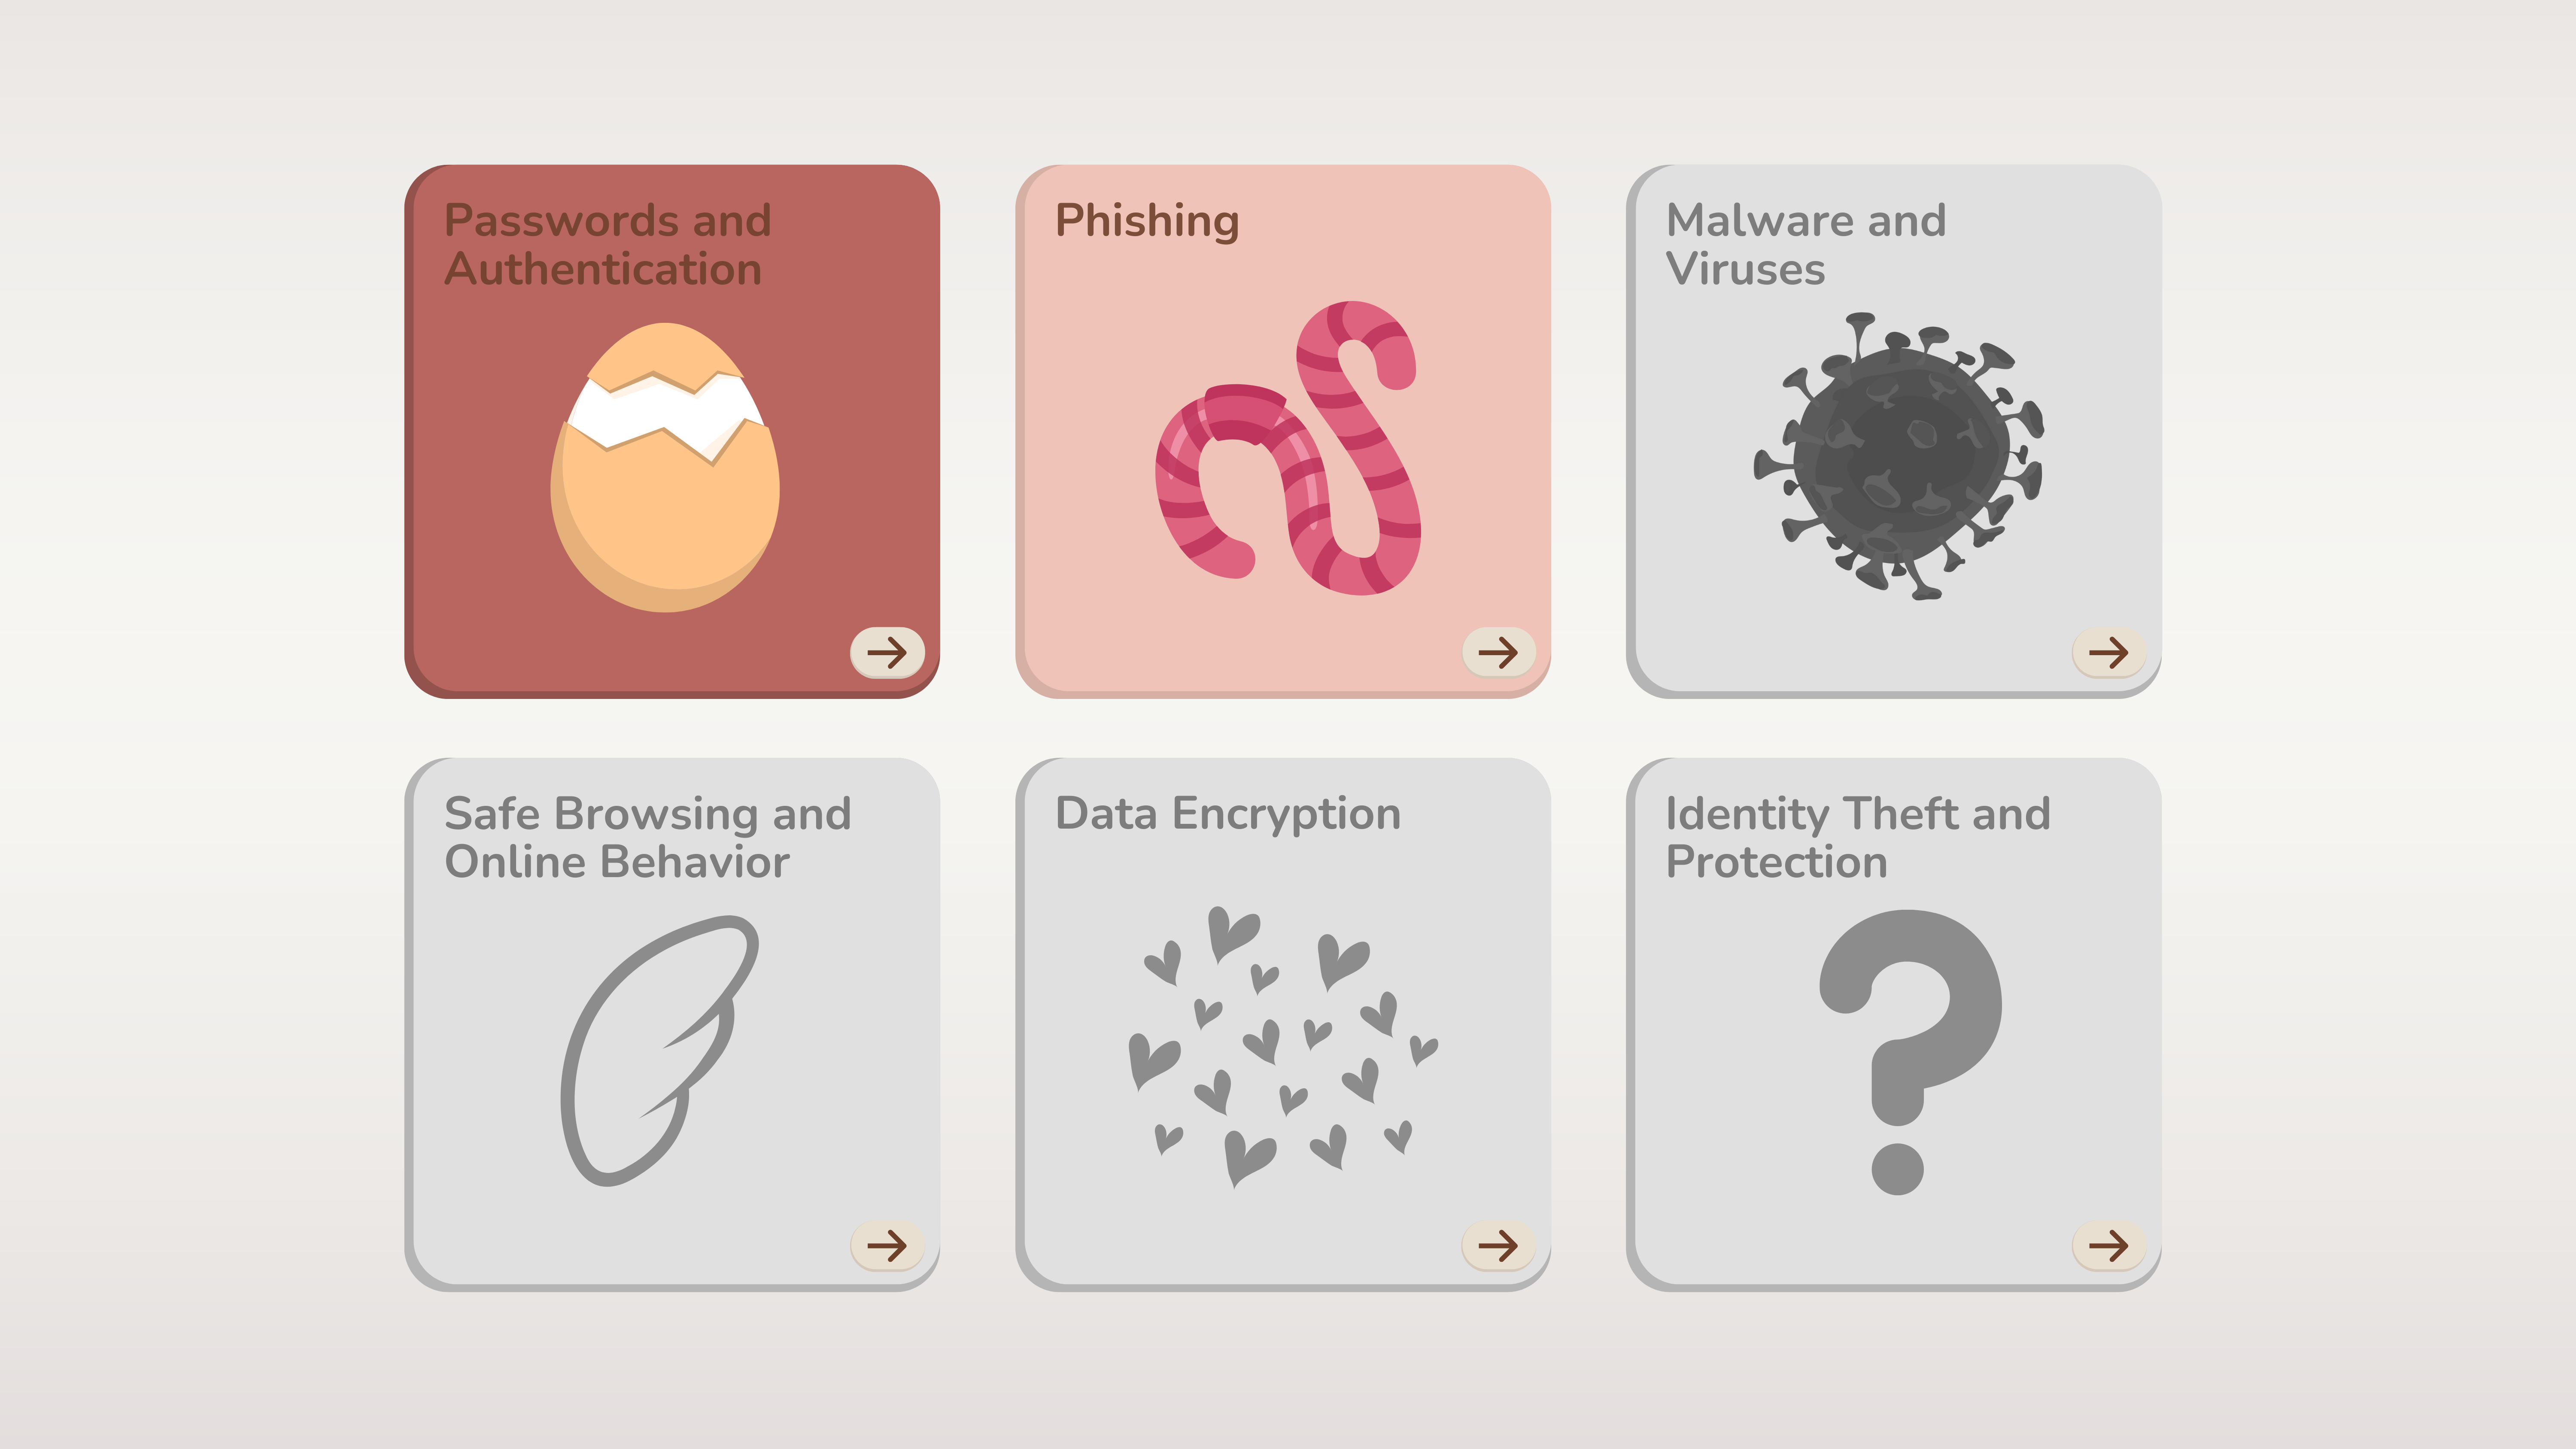 Passwords and
Authentication
Phishing
Malware and
Viruses
Safe Browsing and
Online Behavior
Data Encryption
Identity Theft and
Protection